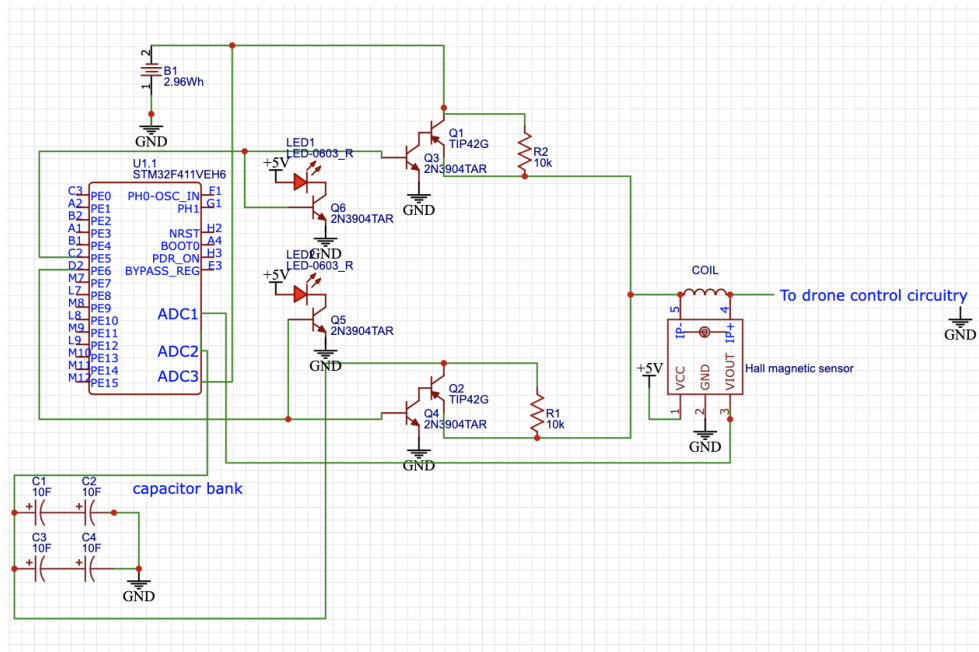 2
B1
2.96Wh
1
GND
U1.1
STM32F411VEH6
C3 PE0
A2 PE1
B2 PE2
A1 PE3
B1 PE4
C2 PE5
D2 PE6
M7 PE7
L7 PE8
M8 PE9
L8 PE10
M9 PE11
L9 PE12
M10 PE13
M11 PE14
M12 PE15
PH0-OSC_IN F1
PH1 G1
NRST H2
BOOT0 A4
PDR_ON H3
BYPASS_REG E3
ADC1
ADC2
ADC3
LED1
LED-0603_R
+5V
Q6
2N3904TAR
GND
LED2
LED-0603_R
+5V
Q5
2N3904TAR
GND
Q1
TIP42G
Q3
2N3904TAR
GND
R2
10k
Q2
TIP42G
Q4
2N3904TAR
GND
R1
10k
COIL
To drone control circuitry
GND
5
4
IP-
IP+
+5V
VCC
GND
VIOUT
Hall magnetic sensor
1
2
3
GND
capacitor bank
C1
10F
C2
10F
C3
10F
C4
10F
+
+
+
+
GND